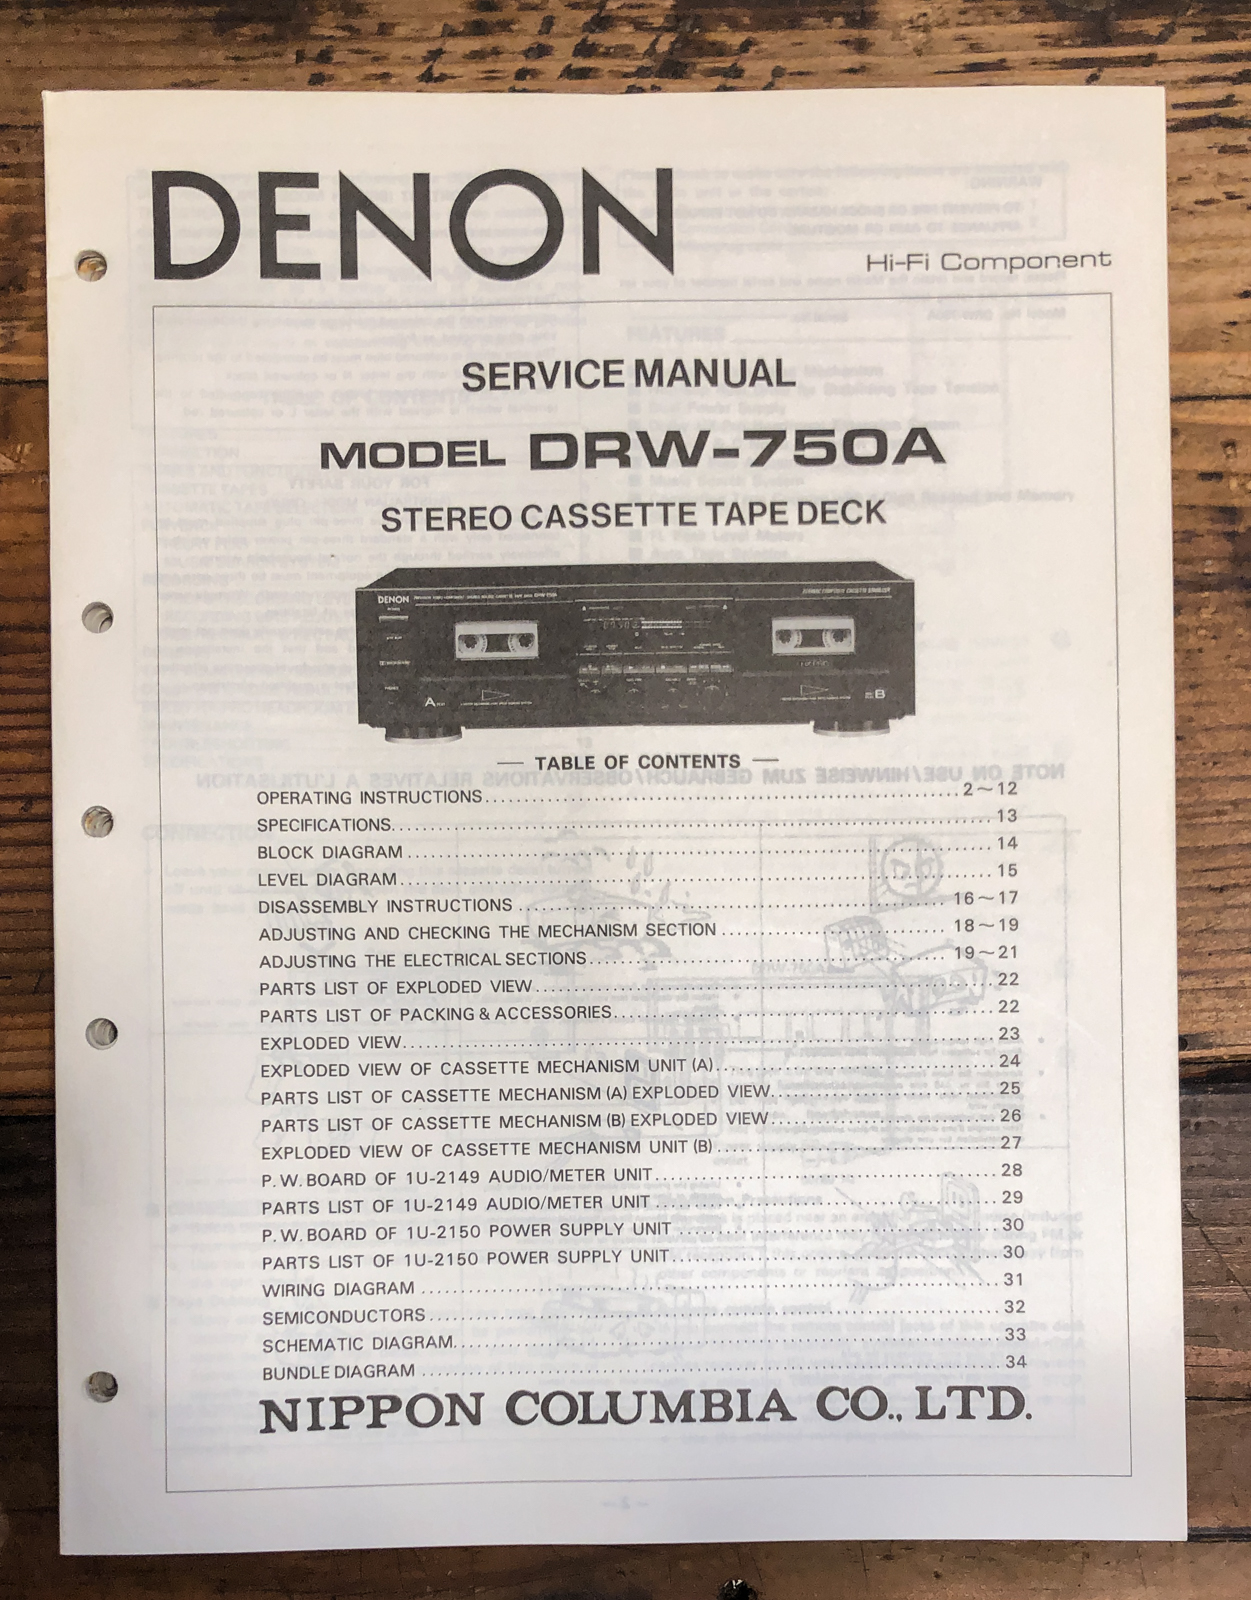 DENON
Hi-Fi Component
SERVICE MANUAL
MODEL DRW-750A
STEREO CASSETTE TAPE DECK
DENON
A
B
— TABLE OF CONTENTS —
OPERATING INSTRUCTIONS 2~12
SPECIFICATIONS 13
BLOCK DIAGRAM 14
LEVEL DIAGRAM 15
DISASSEMBLY INSTRUCTIONS 16~17
ADJUSTING AND CHECKING THE MECHANISM SECTION 18~19
ADJUSTING THE ELECTRICAL SECTIONS 19~21
PARTS LIST OF EXPLODED VIEW 22
PARTS LIST OF PACKING & ACCESSORIES 22
EXPLODED VIEW 23
EXPLODED VIEW OF CASSETTE MECHANISM UNIT (A) 24
PARTS LIST OF CASSETTE MECHANISM (A) EXPLODED VIEW 25
PARTS LIST OF CASSETTE MECHANISM (B) EXPLODED VIEW 26
EXPLODED VIEW OF CASSETTE MECHANISM UNIT (B) 27
P.W.BOARD OF 1U-2149 AUDIO/METER UNIT 28
PARTS LIST OF 1U-2149 AUDIO/METER UNIT 29
P.W.BOARD OF 1U-2150 POWER SUPPLY UNIT 30
PARTS LIST OF 1U-2150 POWER SUPPLY UNIT 30
WIRING DIAGRAM 31
SEMICONDUCTORS 32
SCHEMATIC DIAGRAM 33
BUNDLE DIAGRAM 34
NIPPON COLUMBIA CO., LTD.